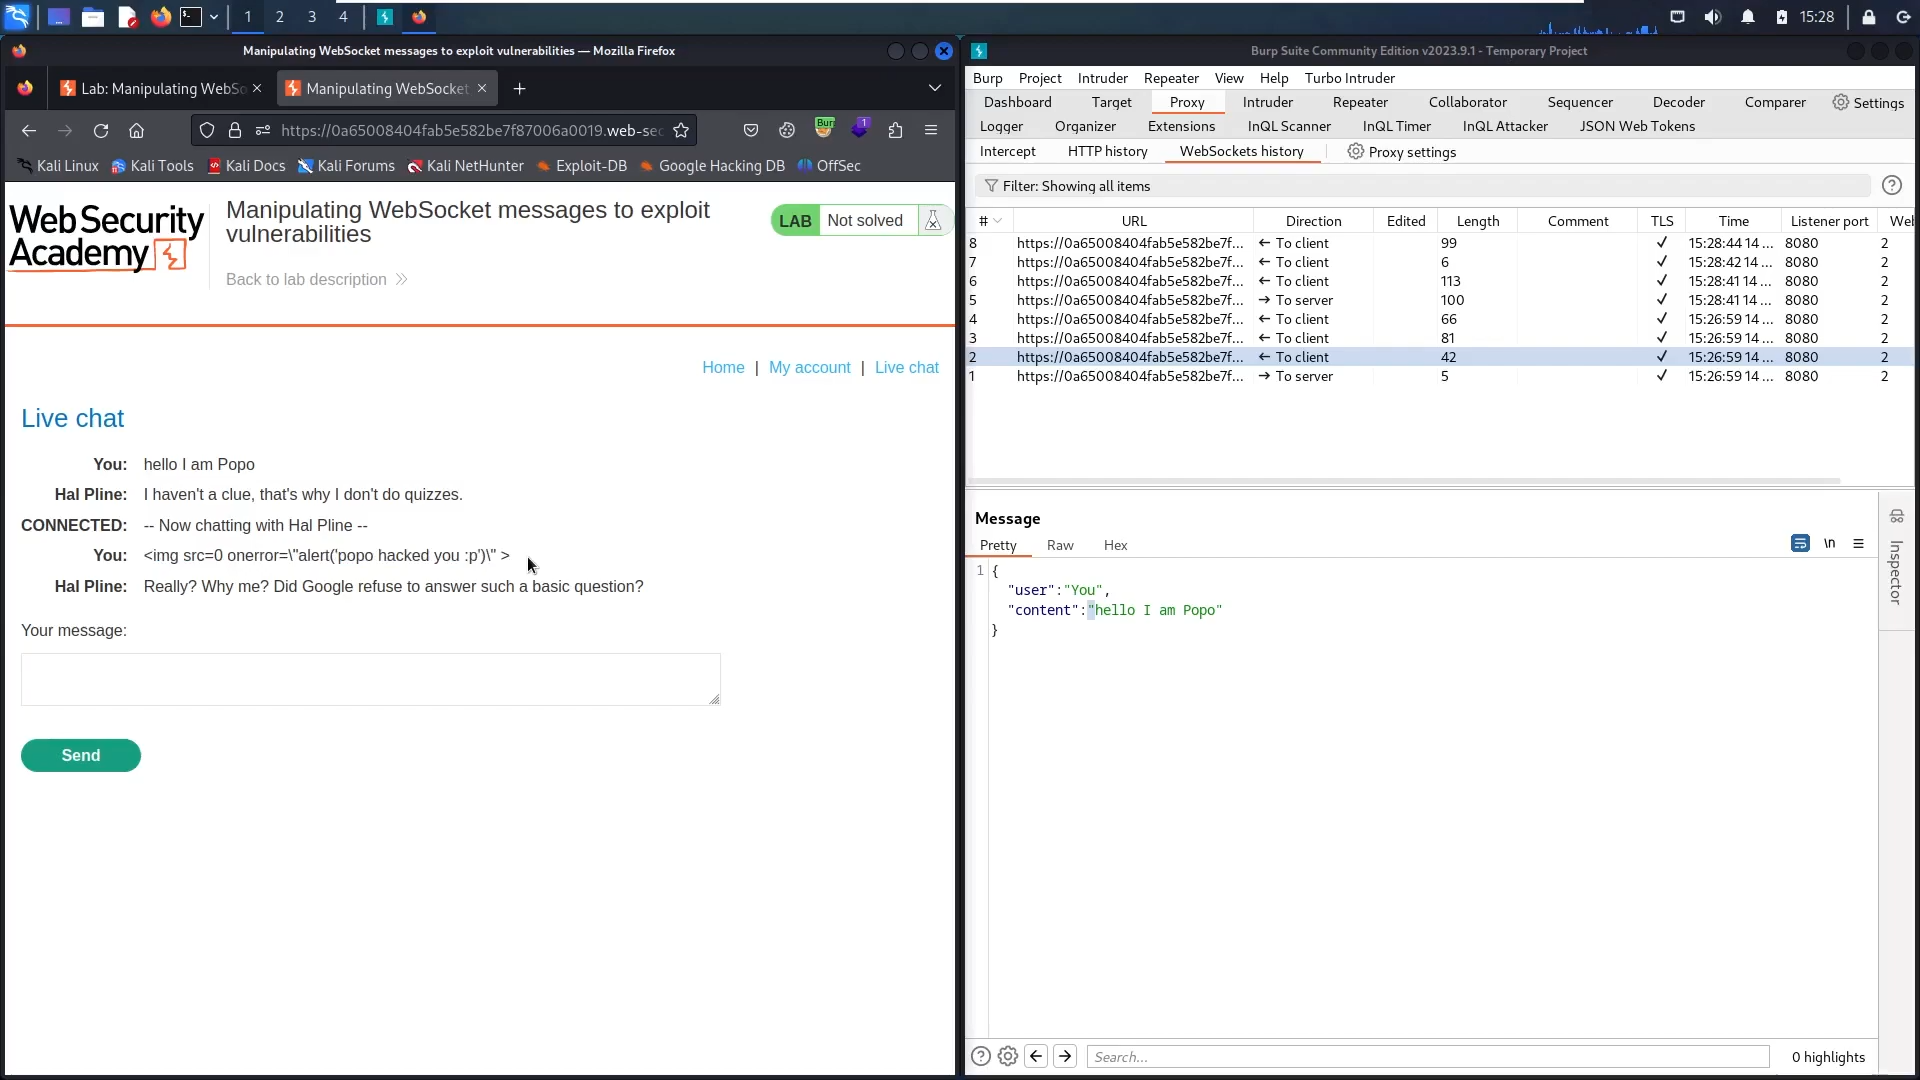 1 2 3 4 15:28
Manipulating WebSocket messages to exploit vulnerabilities — Mozilla Firefox
Lab: Manipulating WebSo × Manipulating WebSocket × +
https://0a65008404fab5e582be7f87006a0019.web-sec
Burp 1
Kali Linux Kali Tools Kali Docs Kali Forums Kali NetHunter Exploit-DB Google Hacking DB OffSec
Web Security
Academy
Manipulating WebSocket messages to exploit
vulnerabilities
LAB Not solved
Back to lab description
Home | My account | Live chat
Live chat
You: hello I am Popo
Hal Pline: I haven't a clue, that's why I don't do quizzes.
CONNECTED: -- Now chatting with Hal Pline --
You: <img src=0 onerror=\"alert('popo hacked you :p')\" >
Hal Pline: Really? Why me? Did Google refuse to answer such a basic question?
Your message:
Send
Burp Suite Community Edition v2023.9.1 - Temporary Project
Burp Project Intruder Repeater View Help Turbo Intruder
Dashboard Target Proxy Intruder Repeater Collaborator Sequencer Decoder Comparer Settings
Logger Organizer Extensions InQL Scanner InQL Timer InQL Attacker JSON Web Tokens
Intercept HTTP history WebSockets history Proxy settings
Filter: Showing all items ?
# URL Direction Edited Length Comment TLS Time Listener port Wel
8 https://0a65008404fab5e582be7f... ← To client 99 ✓ 15:28:44 14 ... 8080 2
7 https://0a65008404fab5e582be7f... ← To client 6 ✓ 15:28:42 14 ... 8080 2
6 https://0a65008404fab5e582be7f... ← To client 113 ✓ 15:28:41 14 ... 8080 2
5 https://0a65008404fab5e582be7f... → To server 100 ✓ 15:28:41 14 ... 8080 2
4 https://0a65008404fab5e582be7f... ← To client 66 ✓ 15:26:59 14 ... 8080 2
3 https://0a65008404fab5e582be7f... ← To client 81 ✓ 15:26:59 14 ... 8080 2
2 https://0a65008404fab5e582be7f... ← To client 42 ✓ 15:26:59 14 ... 8080 2
1 https://0a65008404fab5e582be7f... → To server 5 ✓ 15:26:59 14 ... 8080 2
Message
Pretty Raw Hex \n
1 {
"user":"You",
"content":"hello I am Popo"
}
Inspector
? Search... 0 highlights